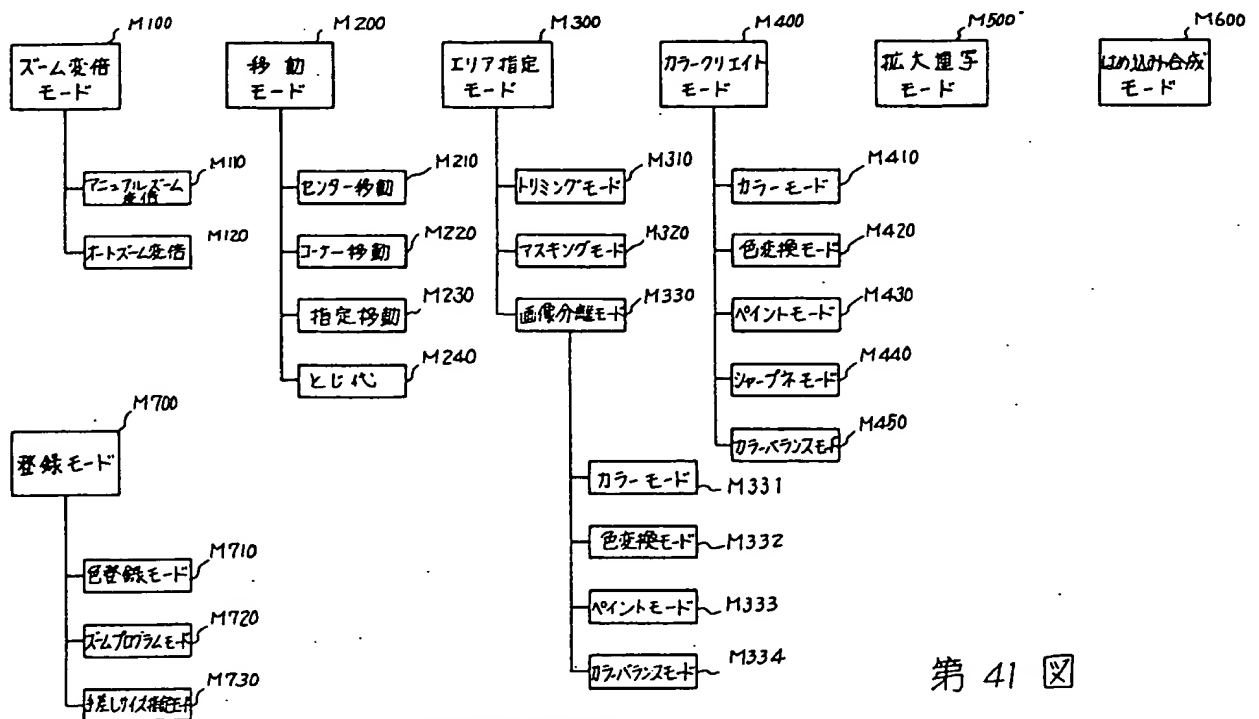 M100
ズーム変倍
モード
M110
マニュアルズーム
変倍
M120
オートズーム変倍
M200
移動
モード
M210
センター移動
M220
コーナー移動
M230
指定移動
M240
とじ代
M300
エリア指定
モード
M310
トリミングモード
M320
マスキングモード
M330
画像分離モード
カラーモード
M331
色変換モード
M332
ペイントモード
M333
カラーバランスモード
M334
M400
カラークリエイト
モード
M410
カラーモード
M420
色変換モード
M430
ペイントモード
M440
シャープネモード
M450
カラーバランスモード
M500
拡大連写
モード
M600
はめ込み合成
モード
M700
登録モード
M710
色登録モード
M720
ズームプログラムモード
M730
手差しサイズ指定モード
第41図